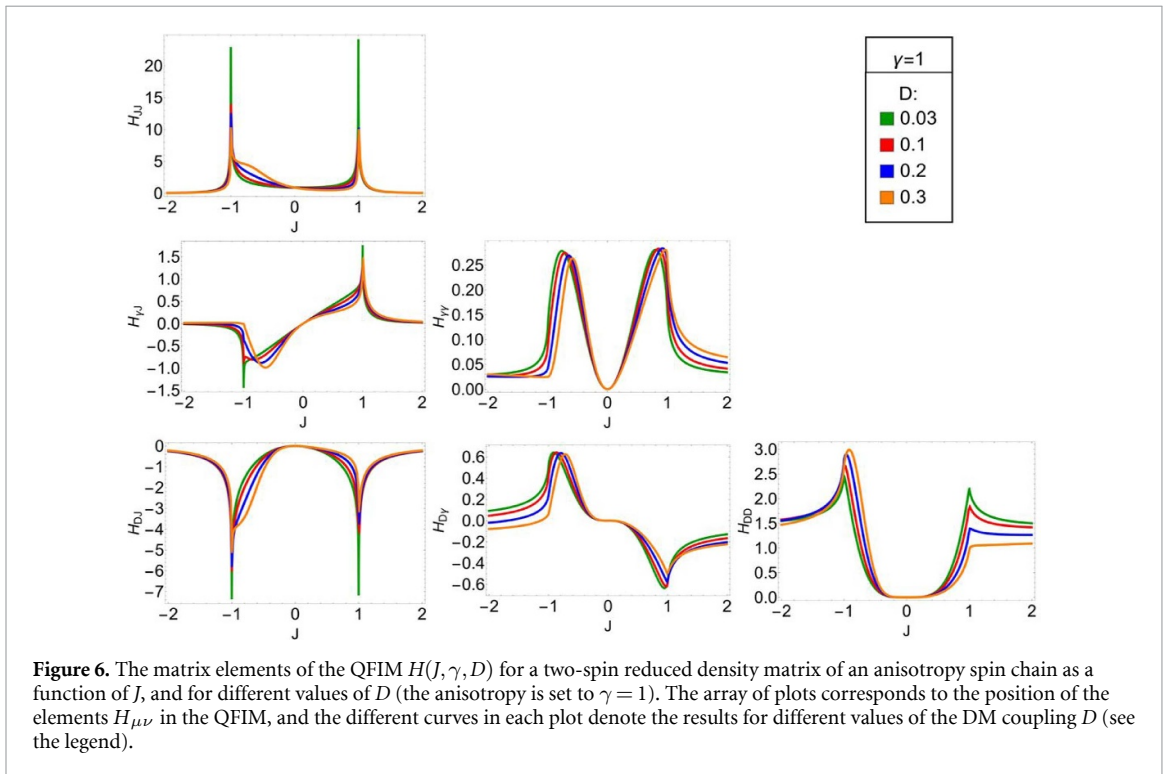 H_JJ
20
15
10
5
0
−2 −1 0 1 2
J
γ=1
D:
0.03
0.1
0.2
0.3
H_γJ
1.5
1.0
0.5
0.0
−0.5
−1.0
−1.5
−2 −1 0 1 2
J
H_γγ
0.25
0.20
0.15
0.10
0.05
0.00
−2 −1 0 1 2
J
H_DJ
0
−1
−2
−3
−4
−5
−6
−7
−2 −1 0 1 2
J
H_Dγ
0.6
0.4
0.2
0.0
−0.2
−0.4
−0.6
−2 −1 0 1 2
J
H_DD
3.0
2.5
2.0
1.5
1.0
0.5
0.0
−2 −1 0 1 2
J
Figure 6. The matrix elements of the QFIM H(J, γ, D) for a two-spin reduced density matrix of an anisotropy spin chain as a
function of J, and for different values of D (the anisotropy is set to γ = 1). The array of plots corresponds to the position of the
elements H_μν in the QFIM, and the different curves in each plot denote the results for different values of the DM coupling D (see
the legend).